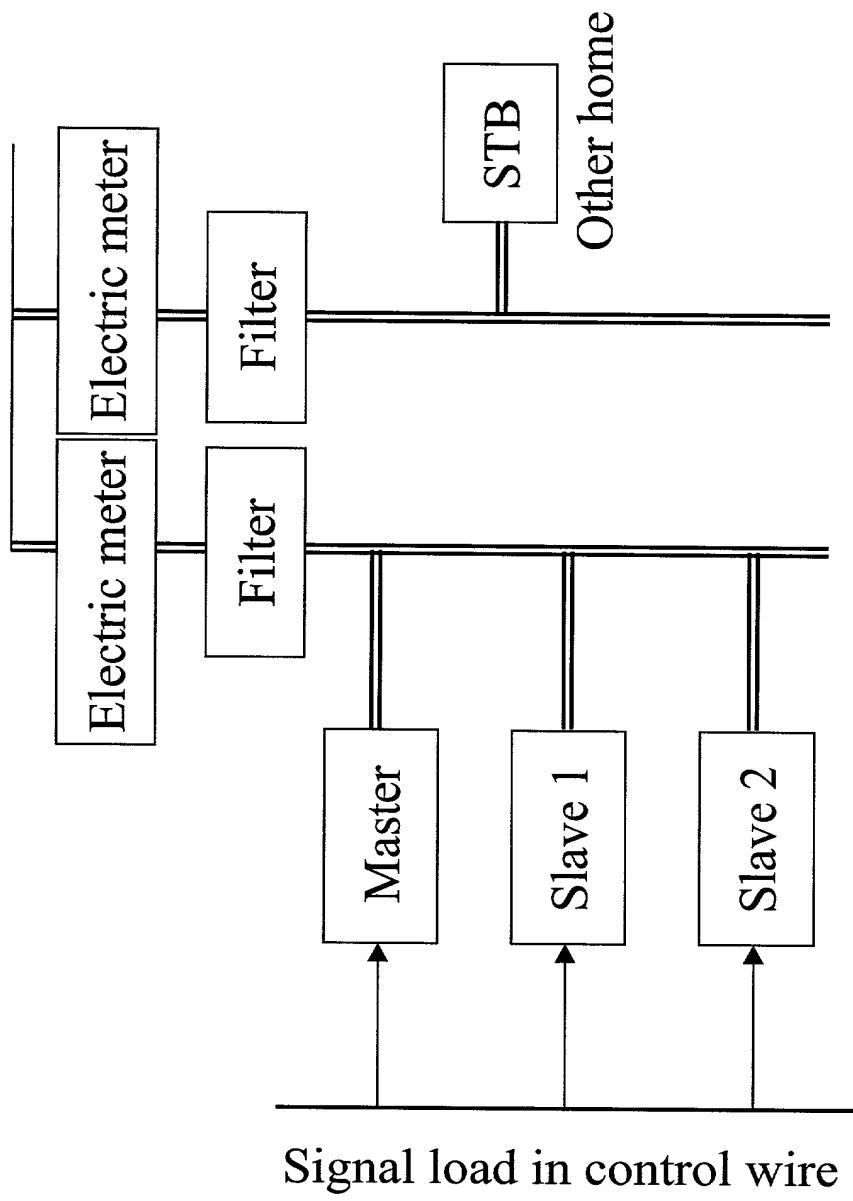 Electric meter
Electric meter
Filter
Filter
STB
Other home
Master
Slave 1
Slave 2
Signal load in control wire